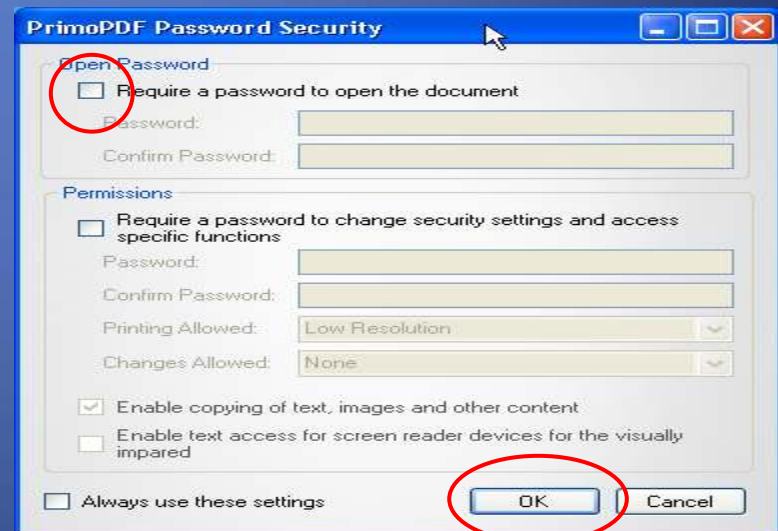 PrimoPDF Password Security
Open Password
Require a password to open the document
Password:
Confirm Password:
Permissions
Require a password to change security settings and access
specific functions
Password:
Confirm Password:
Printing Allowed: Low Resolution
Changes Allowed: None
Enable copying of text, images and other content
Enable text access for screen reader devices for the visually
impared
Always use these settings OK Cancel